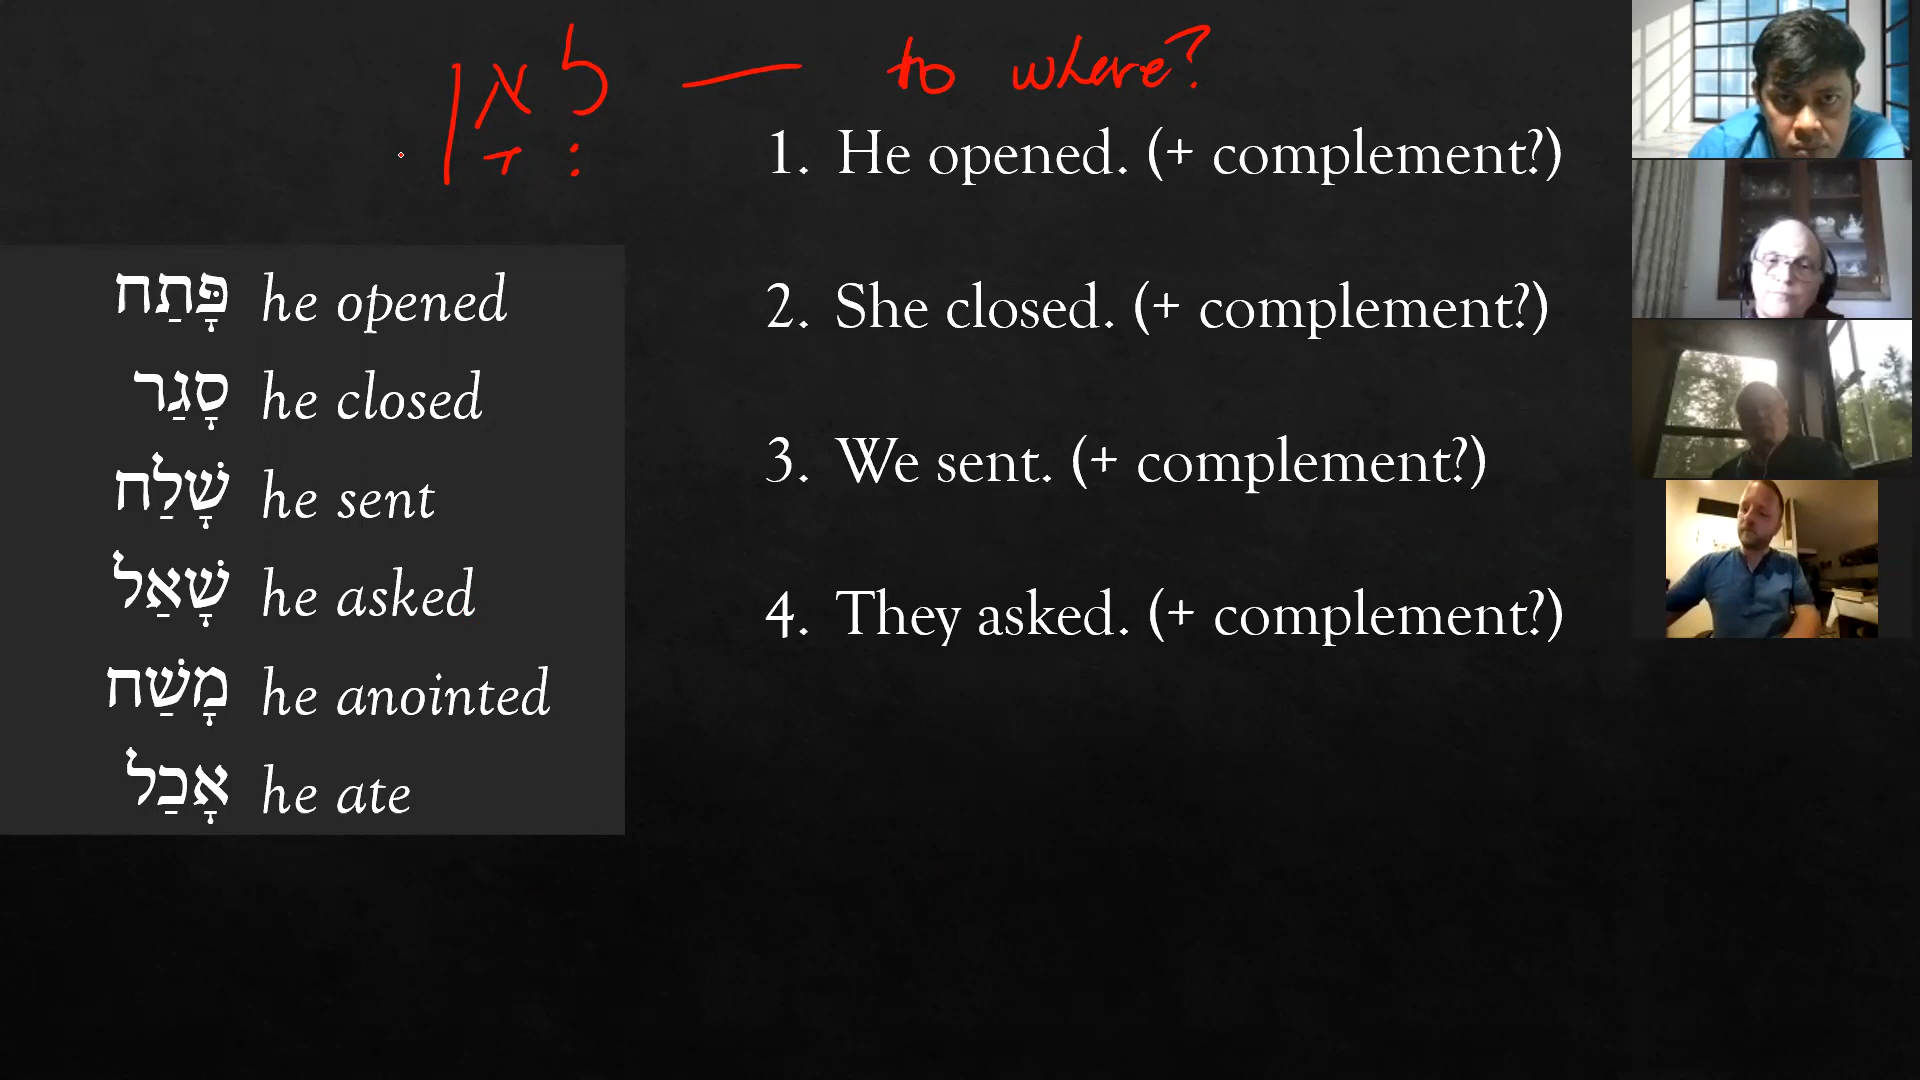 לְאָן — to where?
פָּתַח he opened
סָגַר he closed
שָׁלַח he sent
שָׁאַל he asked
מָשַׁח he anointed
אָכַל he ate
1. He opened. (+ complement?)
2. She closed. (+ complement?)
3. We sent. (+ complement?)
4. They asked. (+ complement?)